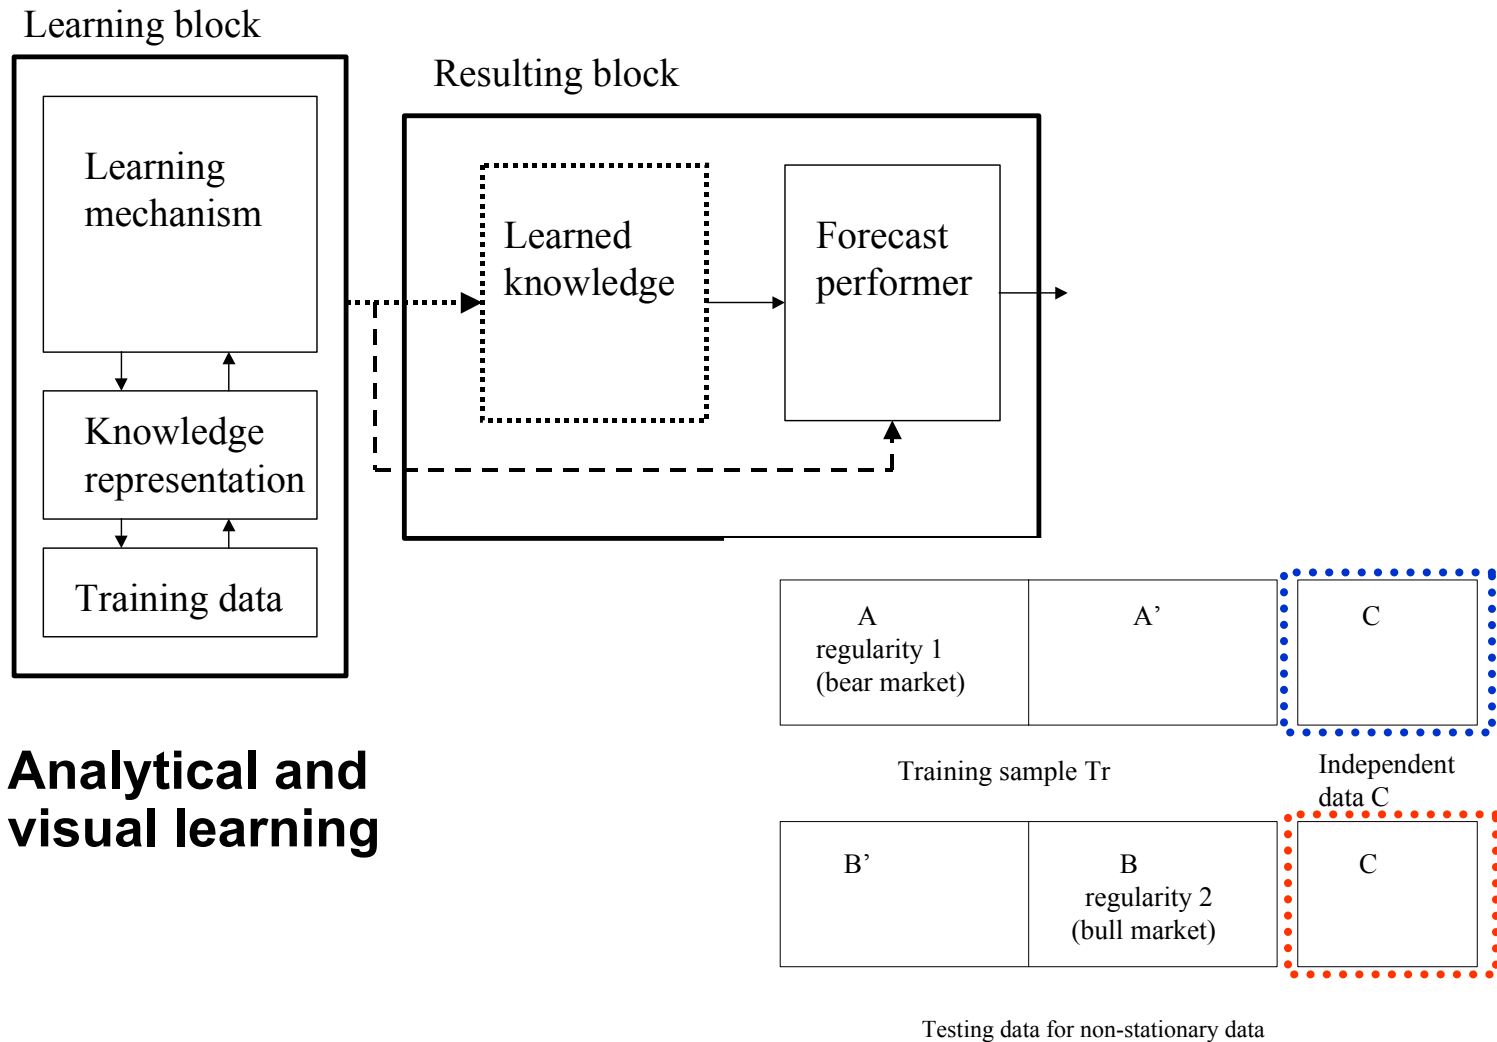 Learning block
Resulting block
Learning
mechanism
Learned
knowledge
Forecast
performer
Knowledge
representation
Training data
A
regularity 1
(bear market)
A’
C
Training sample Tr
Independent
data C
Analytical and
visual learning
B’
B
regularity 2
(bull market)
C
Testing data for non-stationary data